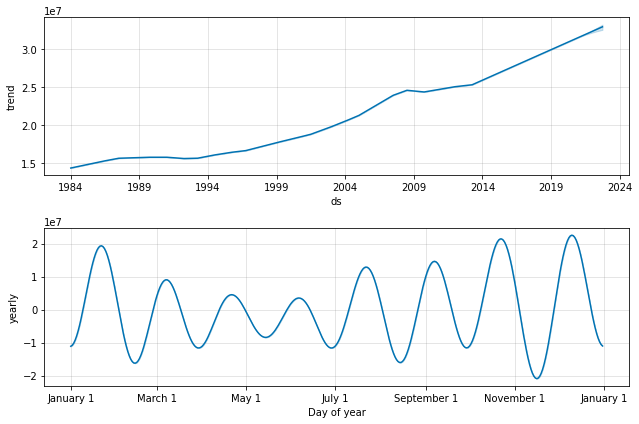 1e7
3.0
2.5
2.0
1.5
trend
1984 1989 1994 1999 2004 2009 2014 2019 2024
ds
1e7
2
1
0
−1
−2
yearly
January 1 March 1 May 1 July 1 September 1 November 1 January 1
Day of year